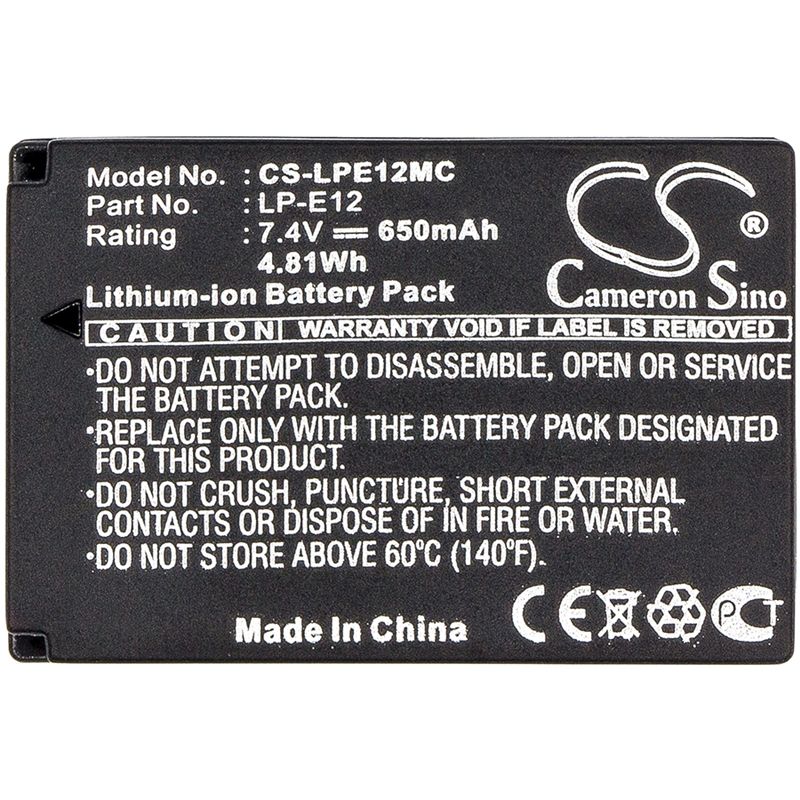 Model No. : CS-LPE12MC
Part No. : LP-E12
Rating : 7.4V 650mAh
4.81Wh
Lithium-ion Battery Pack
CS®
Cameron Sino
CAUTION WARRANTY VOID IF LABEL IS REMOVED
·DO NOT ATTEMPT TO DISASSEMBLE, OPEN OR SERVICE
THE BATTERY PACK.
·REPLACE ONLY WITH THE BATTERY PACK DESIGNATED
FOR THIS PRODUCT.
·DO NOT CRUSH, PUNCTURE, SHORT EXTERNAL
CONTACTS OR DISPOSE OF IN FIRE OR WATER.
·DO NOT STORE ABOVE 60°C (140°F).
Made In China
CE PCT